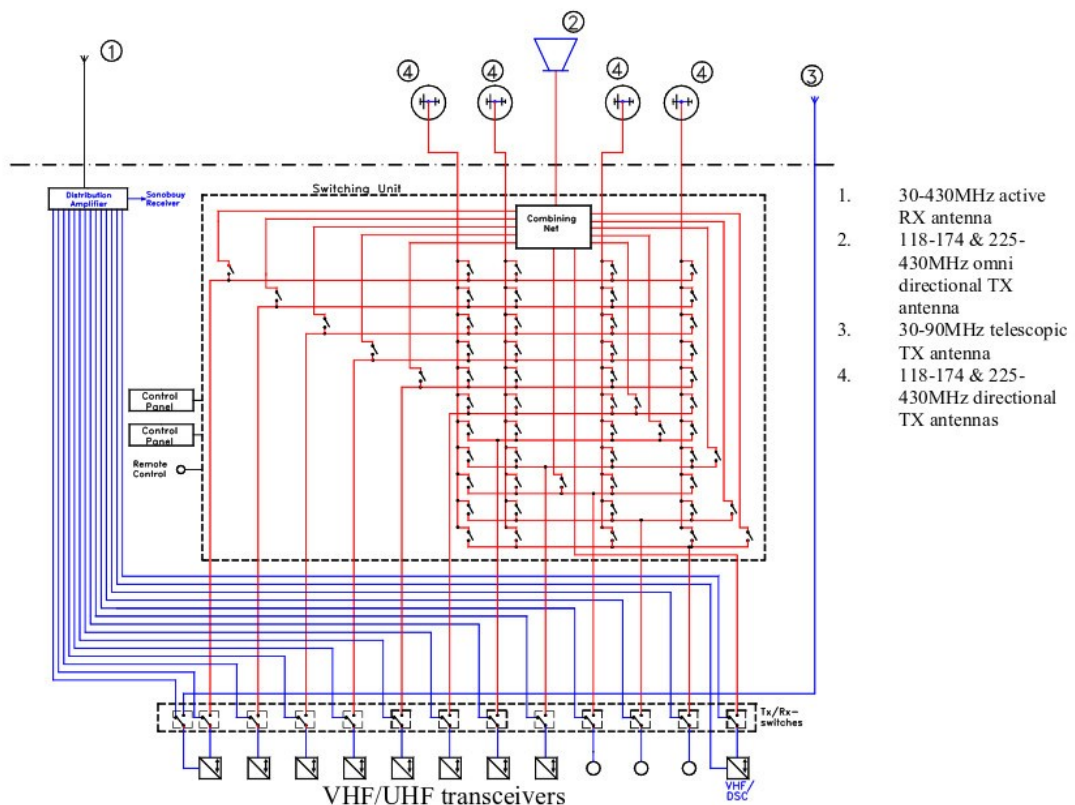 1
2
4
4
4
4
3
Distribution
Amplifier
Sonobouy
Receiver
Switching Unit
Combining
Net
Control
Panel
Control
Panel
Remote
Control
Tx/Rx-
switches
VHF/
DSC
VHF/UHF transceivers
1. 30-430MHz active
RX antenna
2. 118-174 & 225-
430MHz omni
directional TX
antenna
3. 30-90MHz telescopic
TX antenna
4. 118-174 & 225-
430MHz directional
TX antennas